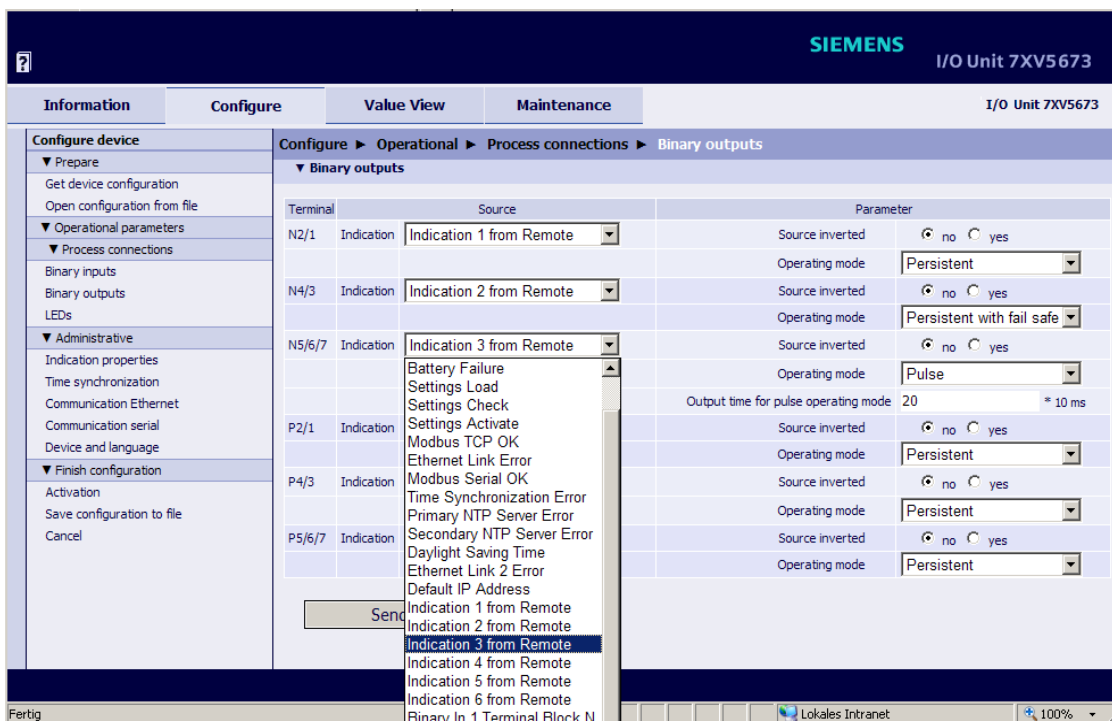 SIEMENS
I/O Unit 7XV5673
Information Configure Value View Maintenance I/O Unit 7XV5673
Configure device
▼ Prepare
Get device configuration
Open configuration from file
▼ Operational parameters
▼ Process connections
Binary inputs
Binary outputs
LEDs
▼ Administrative
Indication properties
Time synchronization
Communication Ethernet
Communication serial
Device and language
▼ Finish configuration
Activation
Save configuration to file
Cancel
Configure ► Operational ► Process connections ► Binary outputs
▼ Binary outputs
Terminal Source Parameter
N2/1 Indication Indication 1 from Remote Source inverted no yes
Operating mode Persistent
N4/3 Indication Indication 2 from Remote Source inverted no yes
Operating mode Persistent with fail safe
N5/6/7 Indication Indication 3 from Remote Source inverted no yes
Operating mode Pulse
Output time for pulse operating mode 20 * 10 ms
P2/1 Indication Source inverted no yes
Operating mode Persistent
P4/3 Indication Source inverted no yes
Operating mode Persistent
P5/6/7 Indication Source inverted no yes
Operating mode Persistent
Battery Failure
Settings Load
Settings Check
Settings Activate
Modbus TCP OK
Ethernet Link Error
Modbus Serial OK
Time Synchronization Error
Primary NTP Server Error
Secondary NTP Server Error
Daylight Saving Time
Ethernet Link 2 Error
Default IP Address
Indication 1 from Remote
Indication 2 from Remote
Indication 3 from Remote
Indication 4 from Remote
Indication 5 from Remote
Indication 6 from Remote
Binary In 1 Terminal Block N
Send
Fertig Lokales Intranet 100%